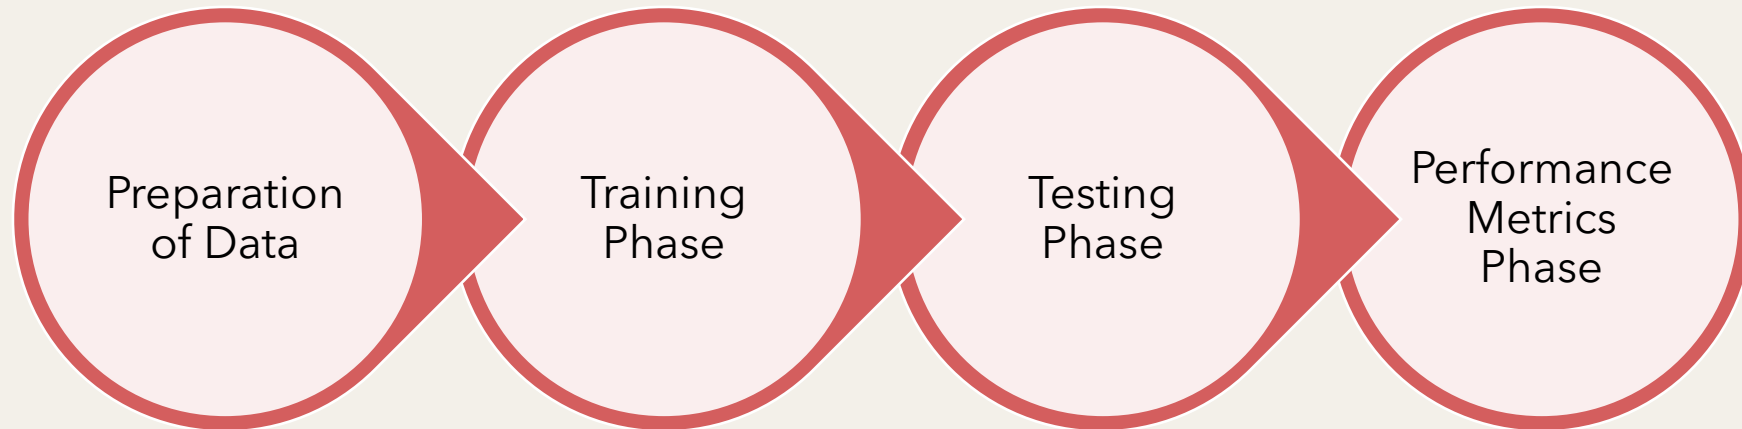 Preparation
of Data
Training
Phase
Testing
Phase
Performance
Metrics
Phase